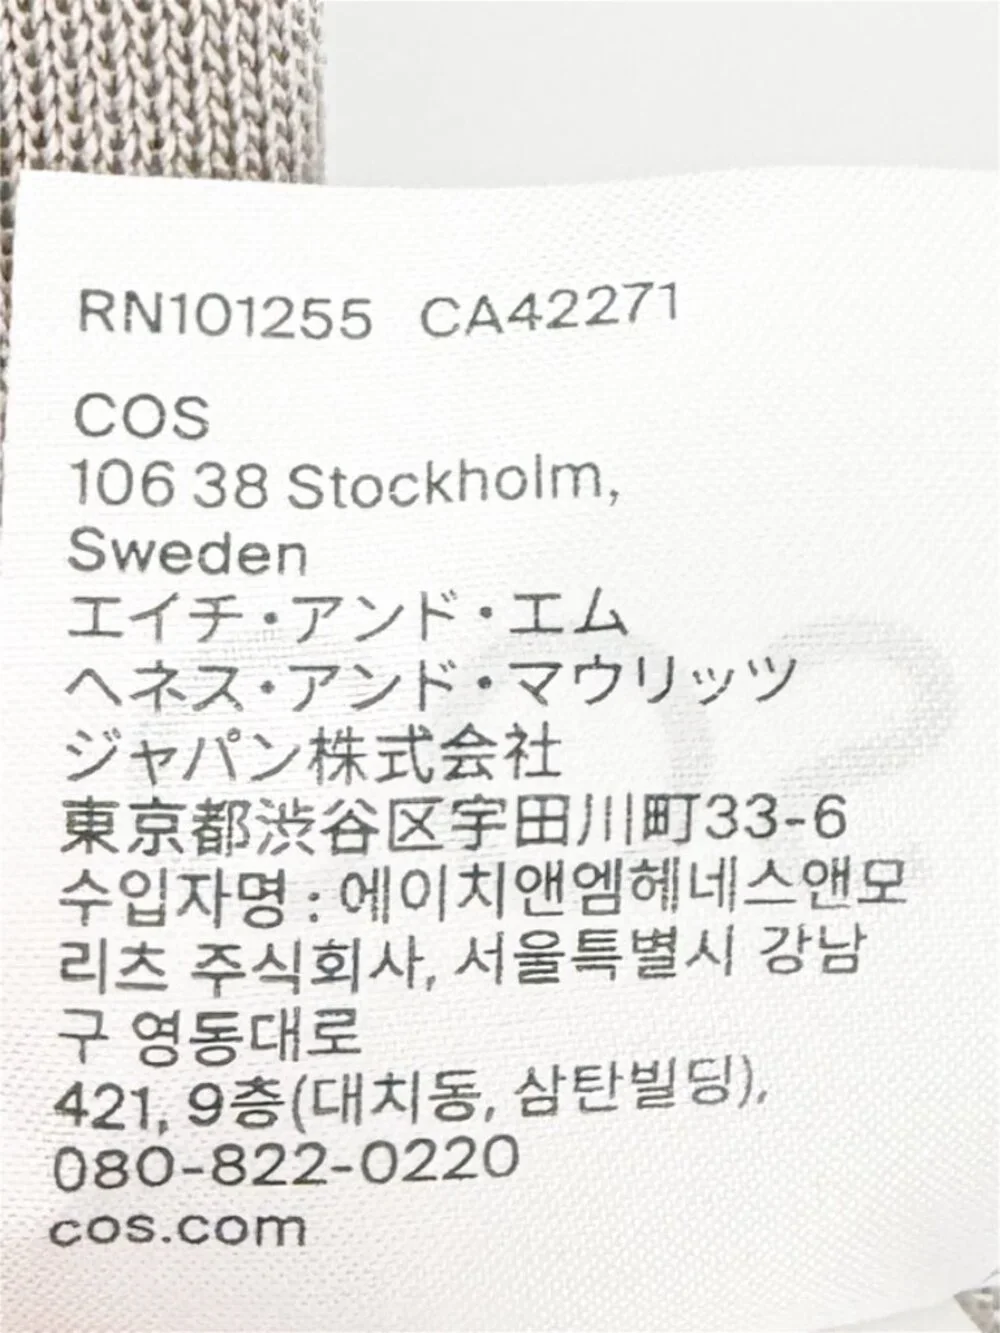 RN101255 CA42271
COS
106 38 Stockholm,
Sweden
エイチ・アンド・エム
ヘネス・アンド・マウリッツ
ジャパン株式会社
東京都渋谷区宇田川町33-6
수입자명 : 에이치앤엠헤네스앤모
리츠 주식회사, 서울특별시 강남
구 영동대로
421, 9층(대치동, 삼탄빌딩),
080-822-0220
cos.com